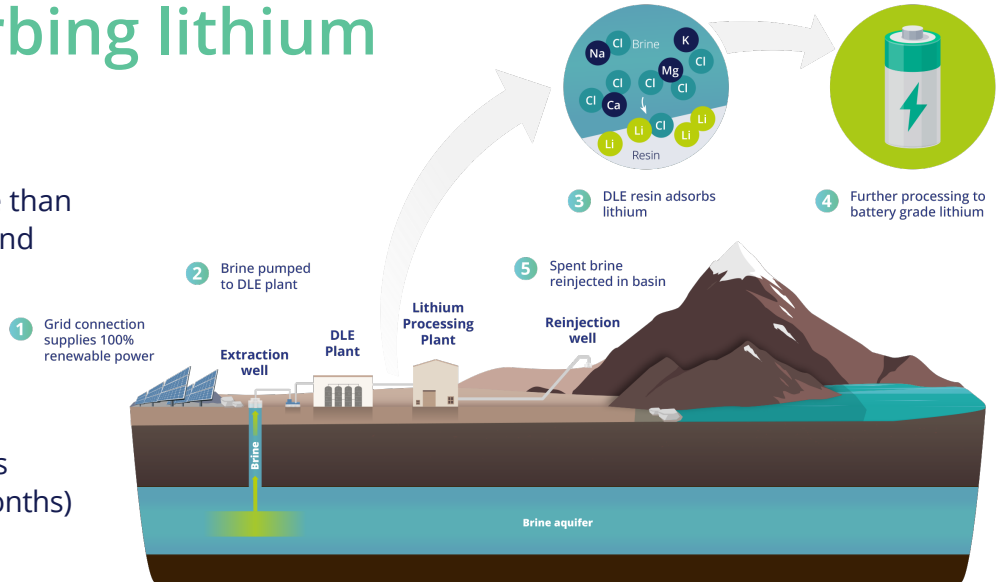 rbing lithium
than
nd
s
onths)
1
Grid connection
supplies 100%
renewable power
2
Brine pumped
to DLE plant
3
DLE resin adsorbs
lithium
4
Further processing to
battery grade lithium
5
Spent brine
reinjected in basin
Na
Cl
Brine
K
Cl
Cl
Cl
Mg
Cl
Cl
Ca
Li
Cl
Li
Li
Li
Resin
Extraction
well
DLE
Plant
Lithium
Processing
Plant
Reinjection
well
Brine
Brine aquifer